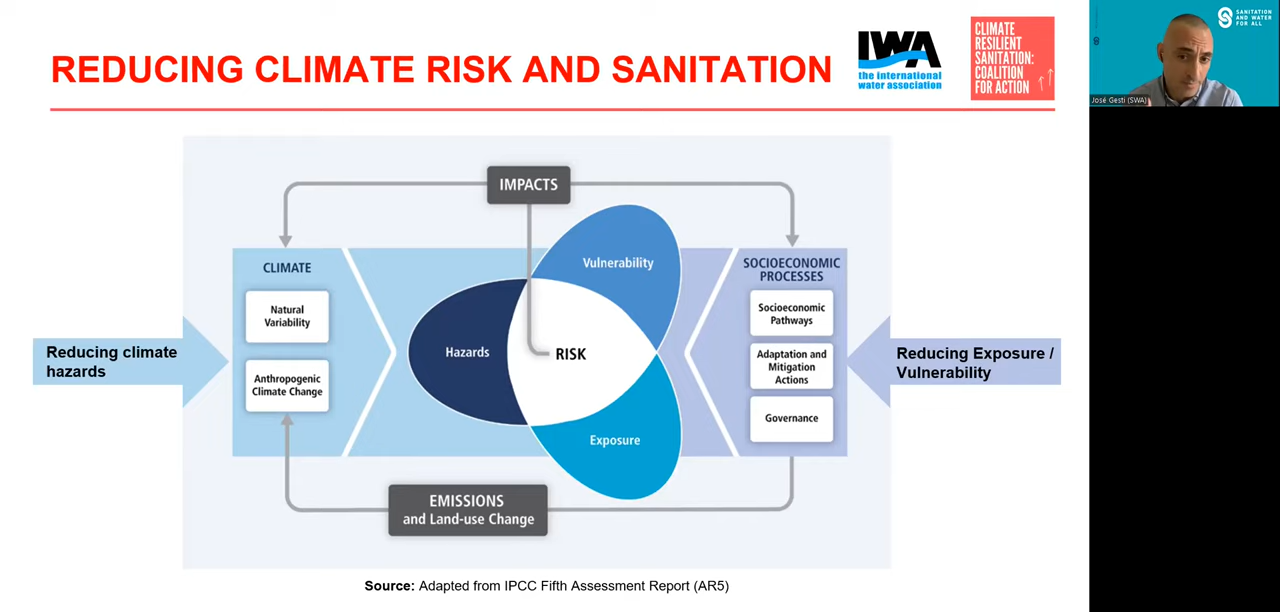 REDUCING CLIMATE RISK AND SANITATION
IWA
the international
water association
CLIMATE
RESILIENT
SANITATION:
COALITION
FOR ACTION
SANITATION
AND WATER
FOR ALL
José Gesti (SWA)
IMPACTS
CLIMATE
Natural
Variability
Anthropogenic
Climate Change
Vulnerability
Hazards
RISK
Exposure
SOCIOECONOMIC
PROCESSES
Socioeconomic
Pathways
Adaptation and
Mitigation
Actions
Governance
Reducing climate
hazards
Reducing Exposure /
Vulnerability
EMISSIONS
and Land-use Change
Source: Adapted from IPCC Fifth Assessment Report (AR5)